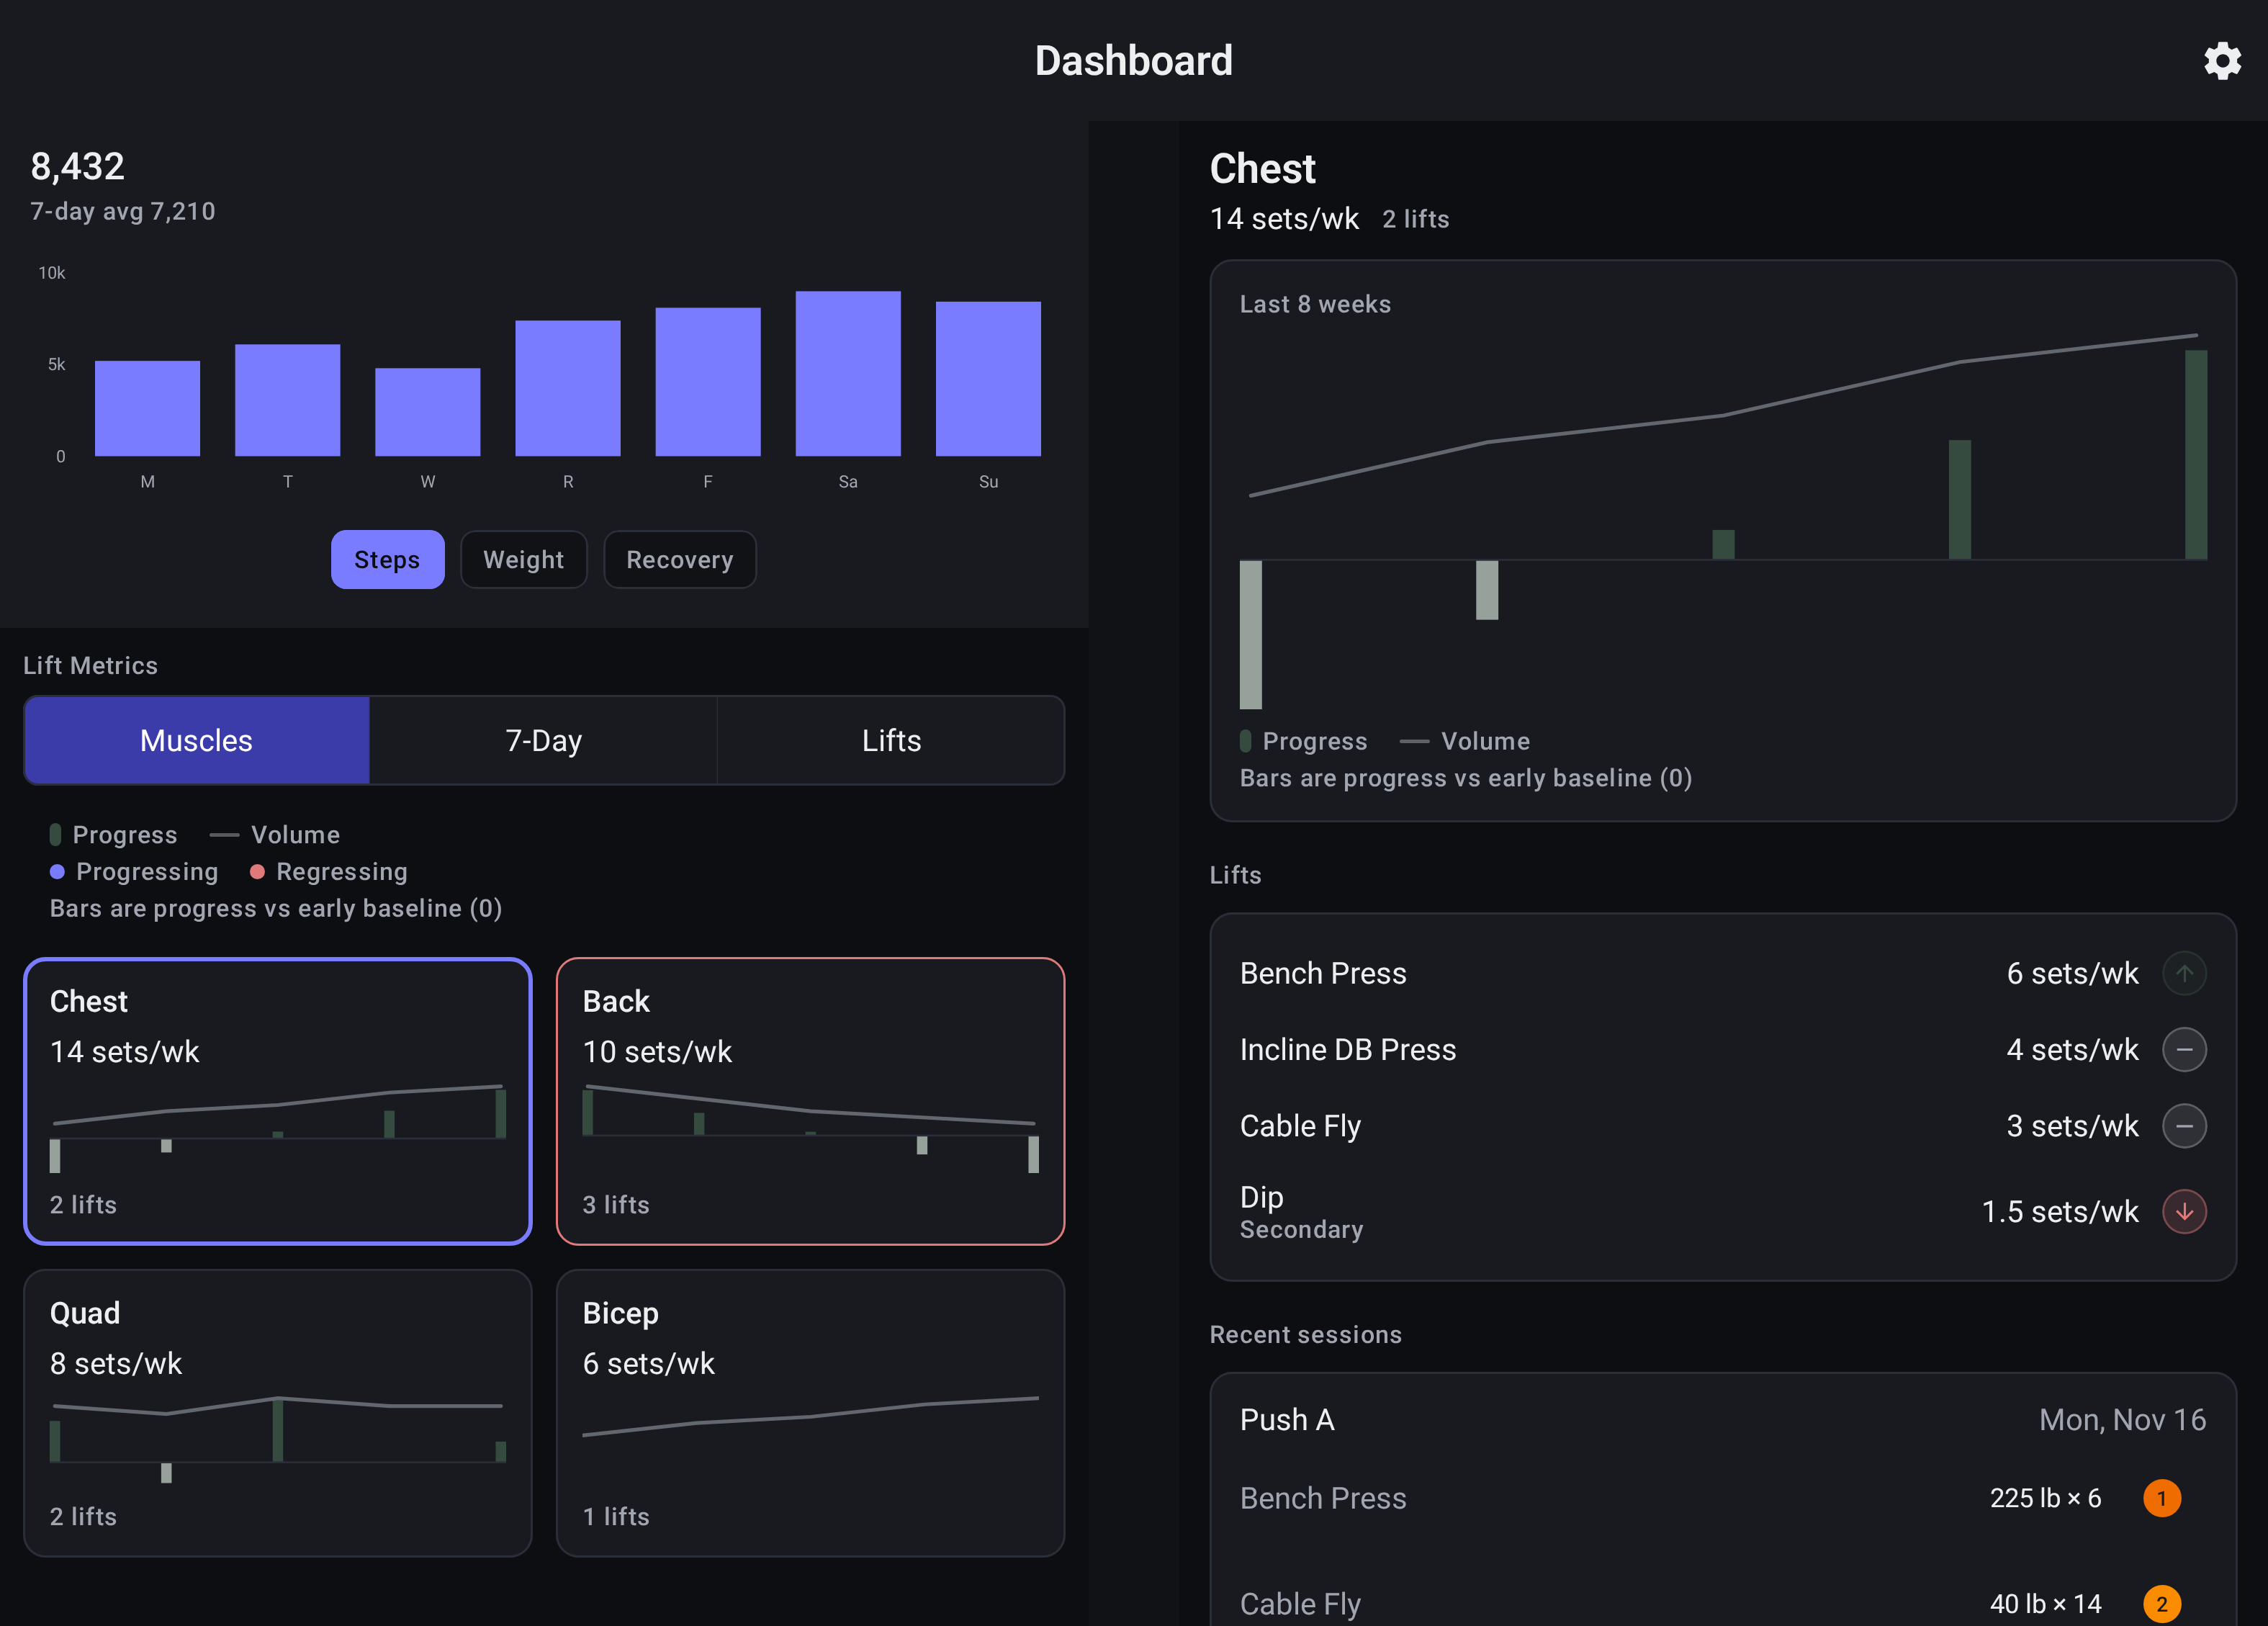 Dashboard
8,432
7-day avg 7,210
10k
5k
0
M T W R F Sa Su
Steps Weight Recovery
Lift Metrics
Muscles 7-Day Lifts
Progress Volume
Progressing Regressing
Bars are progress vs early baseline (0)
Chest
14 sets/wk
2 lifts
Back
10 sets/wk
3 lifts
Quad
8 sets/wk
2 lifts
Bicep
6 sets/wk
1 lifts
Chest
14 sets/wk 2 lifts
Last 8 weeks
Progress Volume
Bars are progress vs early baseline (0)
Lifts
Bench Press 6 sets/wk
Incline DB Press 4 sets/wk
Cable Fly 3 sets/wk
Dip 1.5 sets/wk
Secondary
Recent sessions
Push A Mon, Nov 16
Bench Press 225 lb × 6 1
Cable Fly 40 lb × 14 2